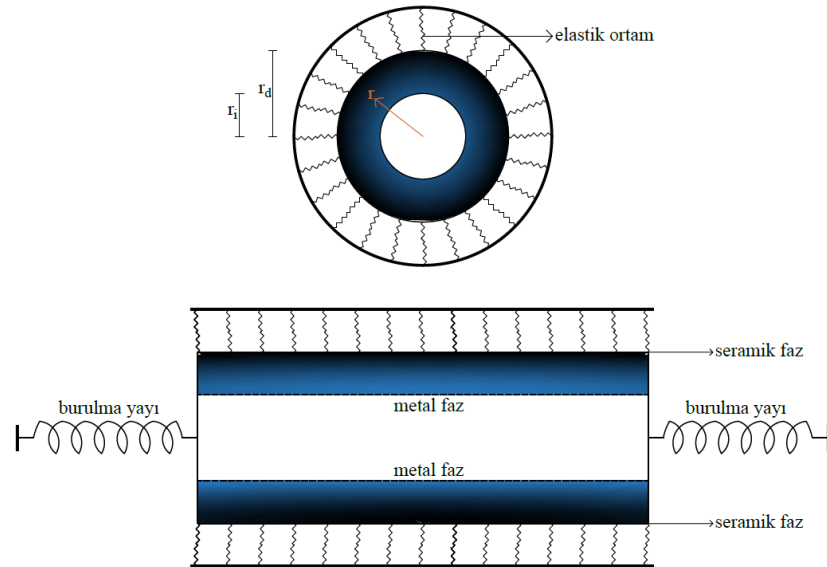 elastik ortam
r
r_d
r_i
seramik faz
burulma yayı
metal faz
burulma yayı
metal faz
seramik faz